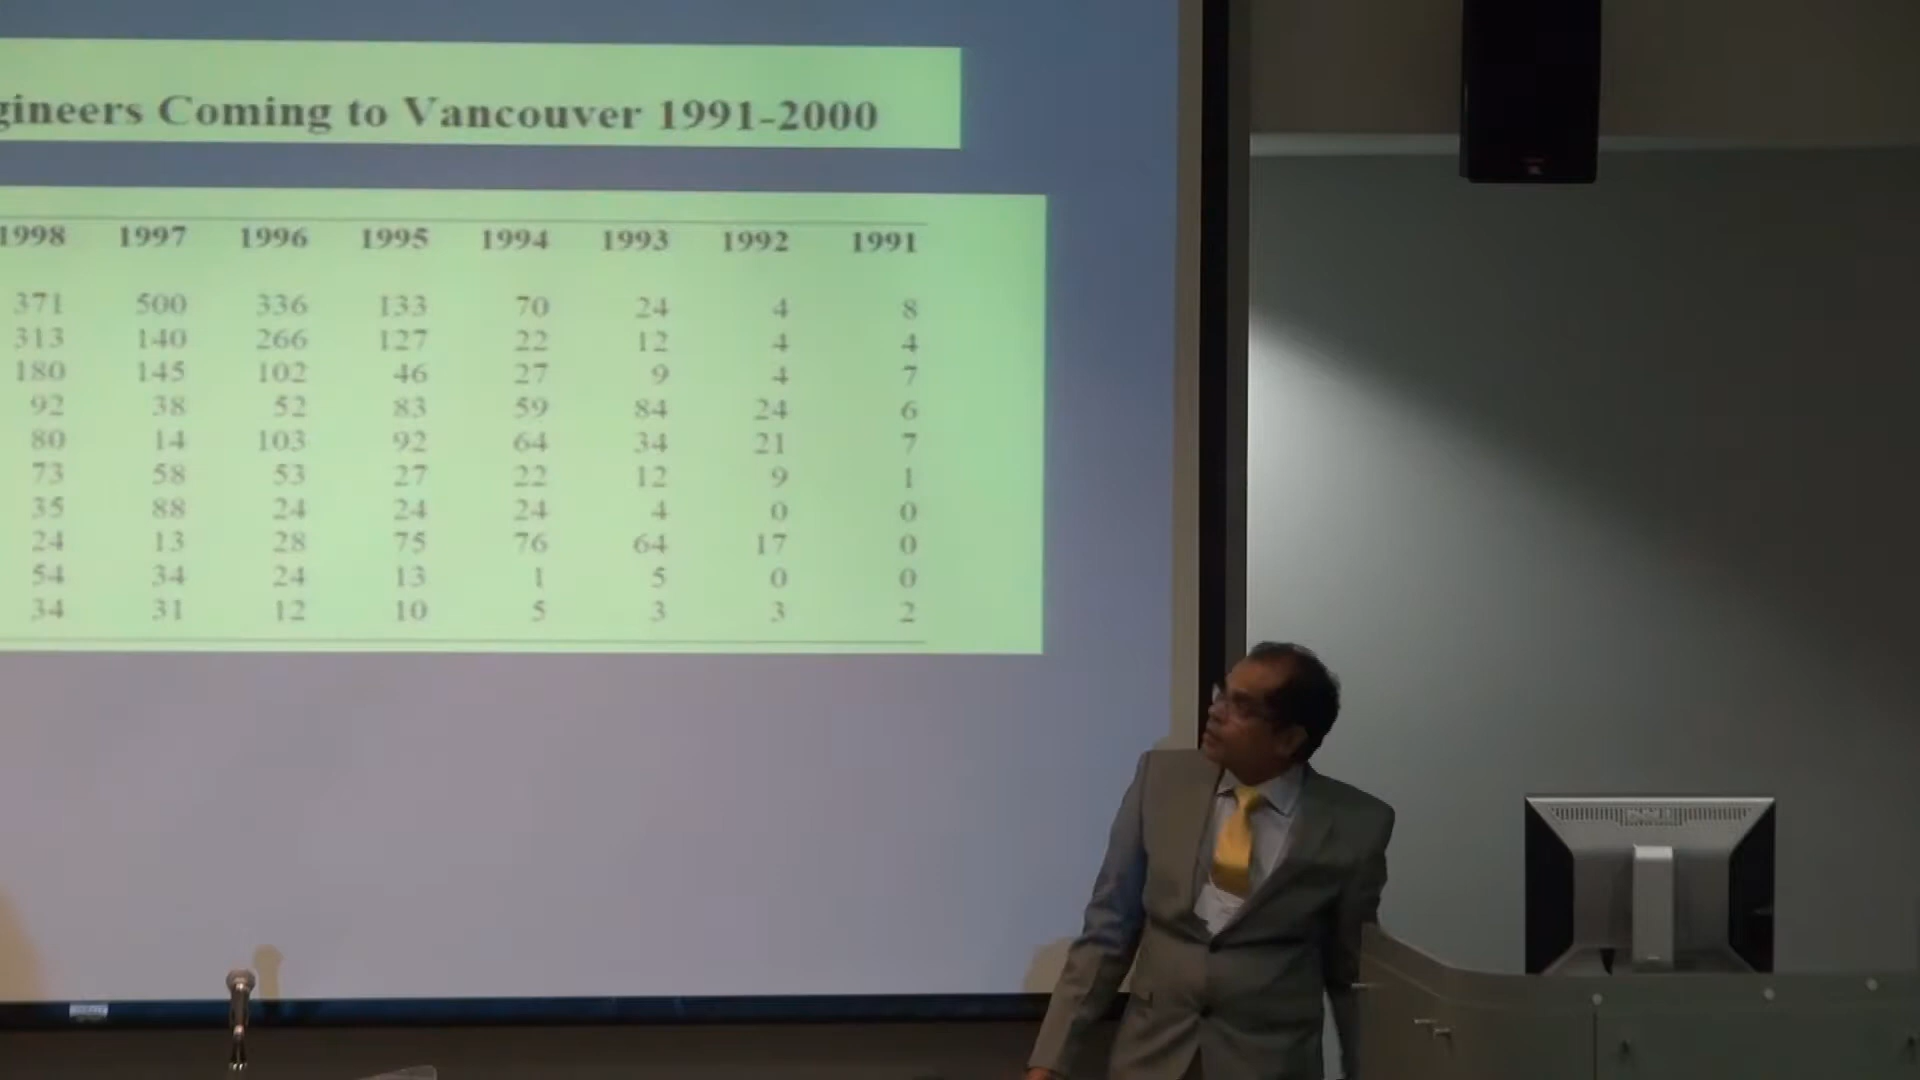 gineers Coming to Vancouver 1991-2000
1998 1997 1996 1995 1994 1993 1992 1991
371 500 336 133 70 24 4 8
313 140 266 127 22 12 4 4
180 145 102 46 27 9 4 7
92 38 52 83 59 84 24 6
80 14 103 92 64 34 21 7
73 58 53 27 22 12 9 1
35 88 24 24 24 4 0 0
24 13 28 75 76 64 17 0
54 34 24 13 1 5 0 0
34 31 12 10 5 3 3 2